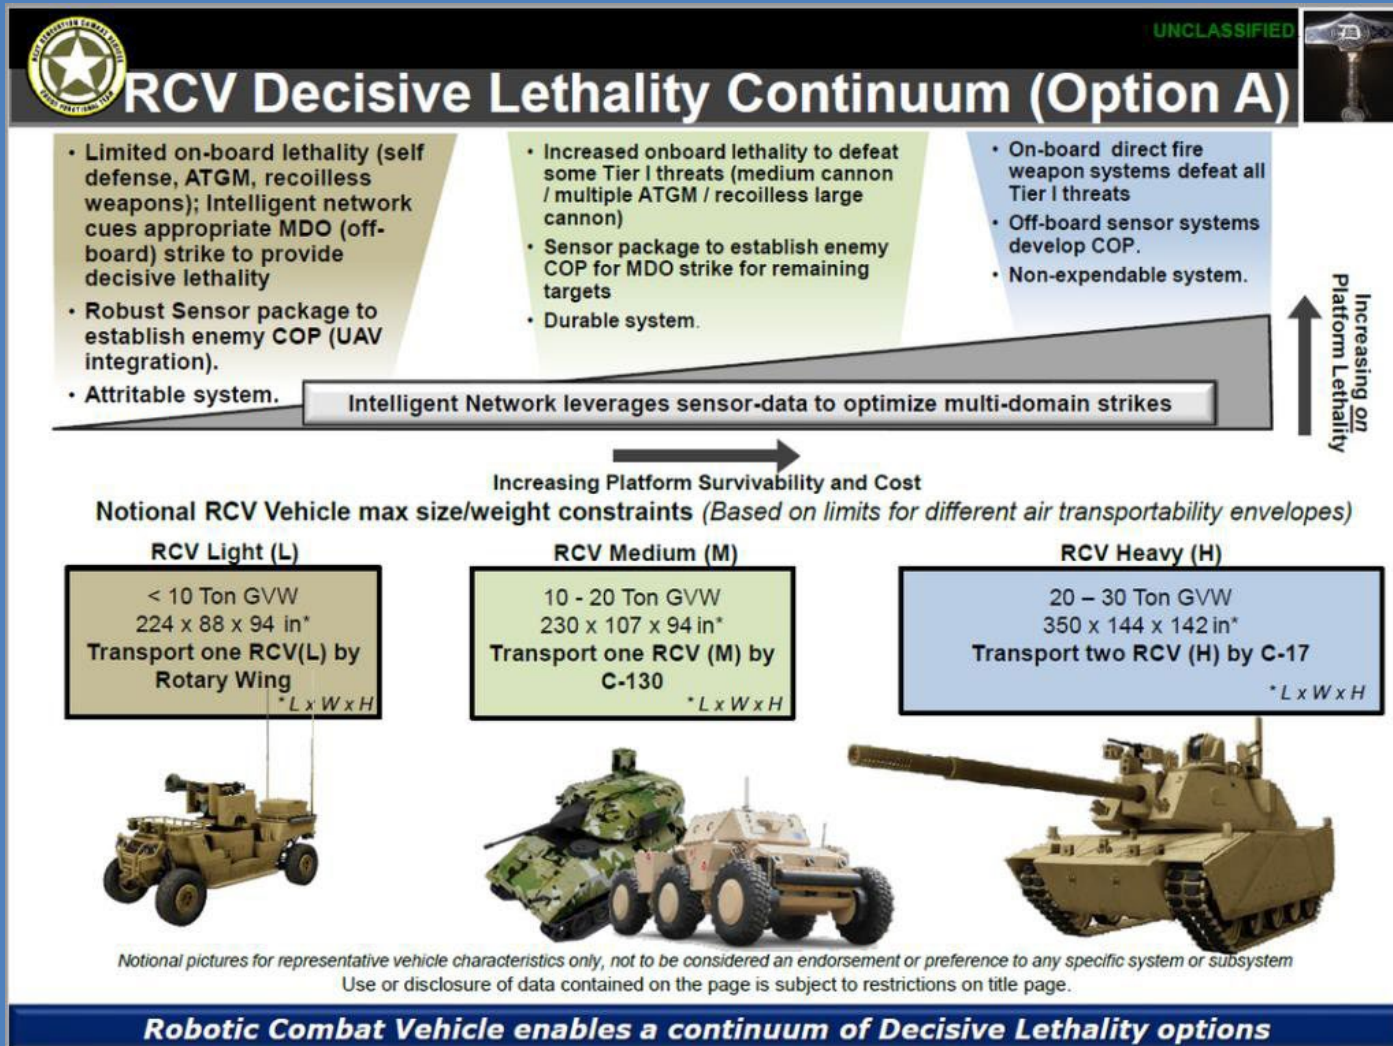 UNCLASSIFIED
RCV Decisive Lethality Continuum (Option A)
• Limited on-board lethality (self
defense, ATGM, recoilless
weapons); Intelligent network
cues appropriate MDO (off-
board) strike to provide
decisive lethality
• Robust Sensor package to
establish enemy COP (UAV
integration).
• Attritable system.
• Increased onboard lethality to defeat
some Tier I threats (medium cannon
/ multiple ATGM / recoilless large
cannon)
• Sensor package to establish enemy
COP for MDO strike for remaining
targets
• Durable system.
• On-board direct fire
weapon systems defeat all
Tier I threats
• Off-board sensor systems
develop COP.
• Non-expendable system.
Increasing on
Platform Lethality
Intelligent Network leverages sensor-data to optimize multi-domain strikes
Increasing Platform Survivability and Cost
Notional RCV Vehicle max size/weight constraints (Based on limits for different air transportability envelopes)
RCV Light (L)
< 10 Ton GVW
224 x 88 x 94 in*
Transport one RCV(L) by
Rotary Wing
* L x W x H
RCV Medium (M)
10 - 20 Ton GVW
230 x 107 x 94 in*
Transport one RCV (M) by
C-130
* L x W x H
RCV Heavy (H)
20 – 30 Ton GVW
350 x 144 x 142 in*
Transport two RCV (H) by C-17
* L x W x H
Notional pictures for representative vehicle characteristics only, not to be considered an endorsement or preference to any specific system or subsystem
Use or disclosure of data contained on the page is subject to restrictions on title page.
Robotic Combat Vehicle enables a continuum of Decisive Lethality options